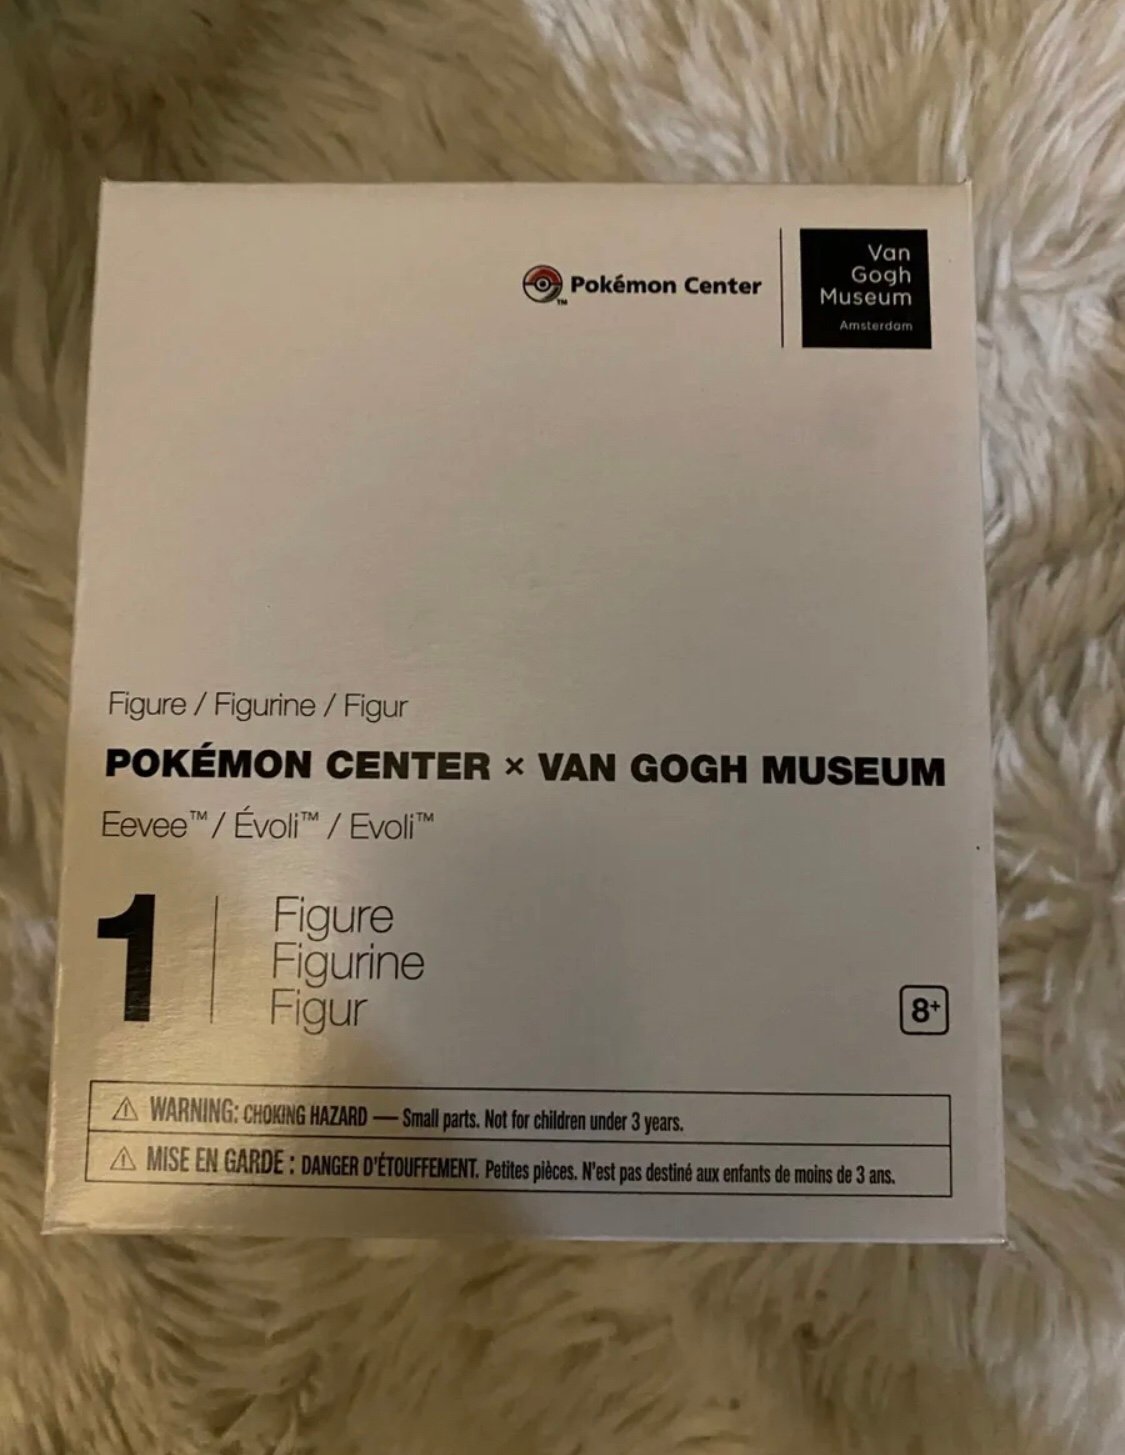 Pokémon Center
TM
Van
Gogh
Museum
Amsterdam
Figure / Figurine / Figur
POKÉMON CENTER × VAN GOGH MUSEUM
Eevee™ / Évoli™ / Evoli™
1
Figure
Figurine
Figur
8+
⚠ WARNING: CHOKING HAZARD — Small parts. Not for children under 3 years.
⚠ MISE EN GARDE : DANGER D'ÉTOUFFEMENT. Petites pièces. N'est pas destiné aux enfants de moins de 3 ans.